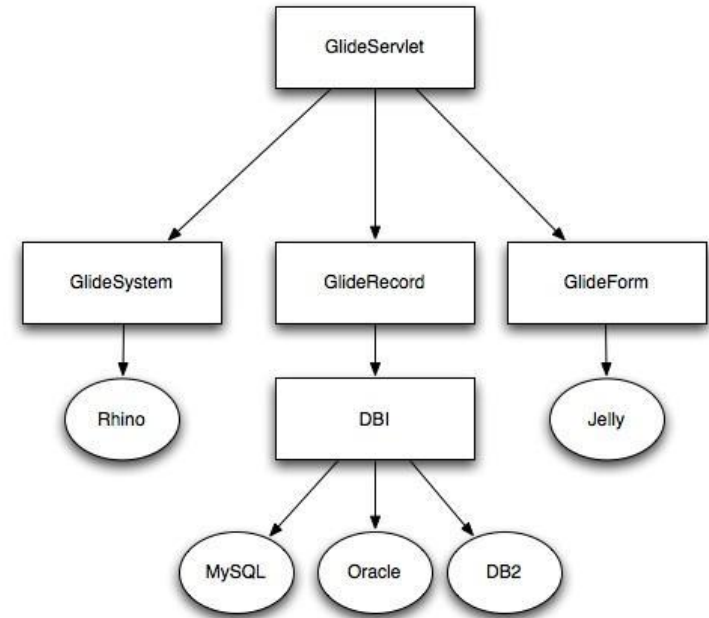 GlideServlet
GlideSystem
GlideRecord
GlideForm
Rhino
DBI
Jelly
MySQL
Oracle
DB2